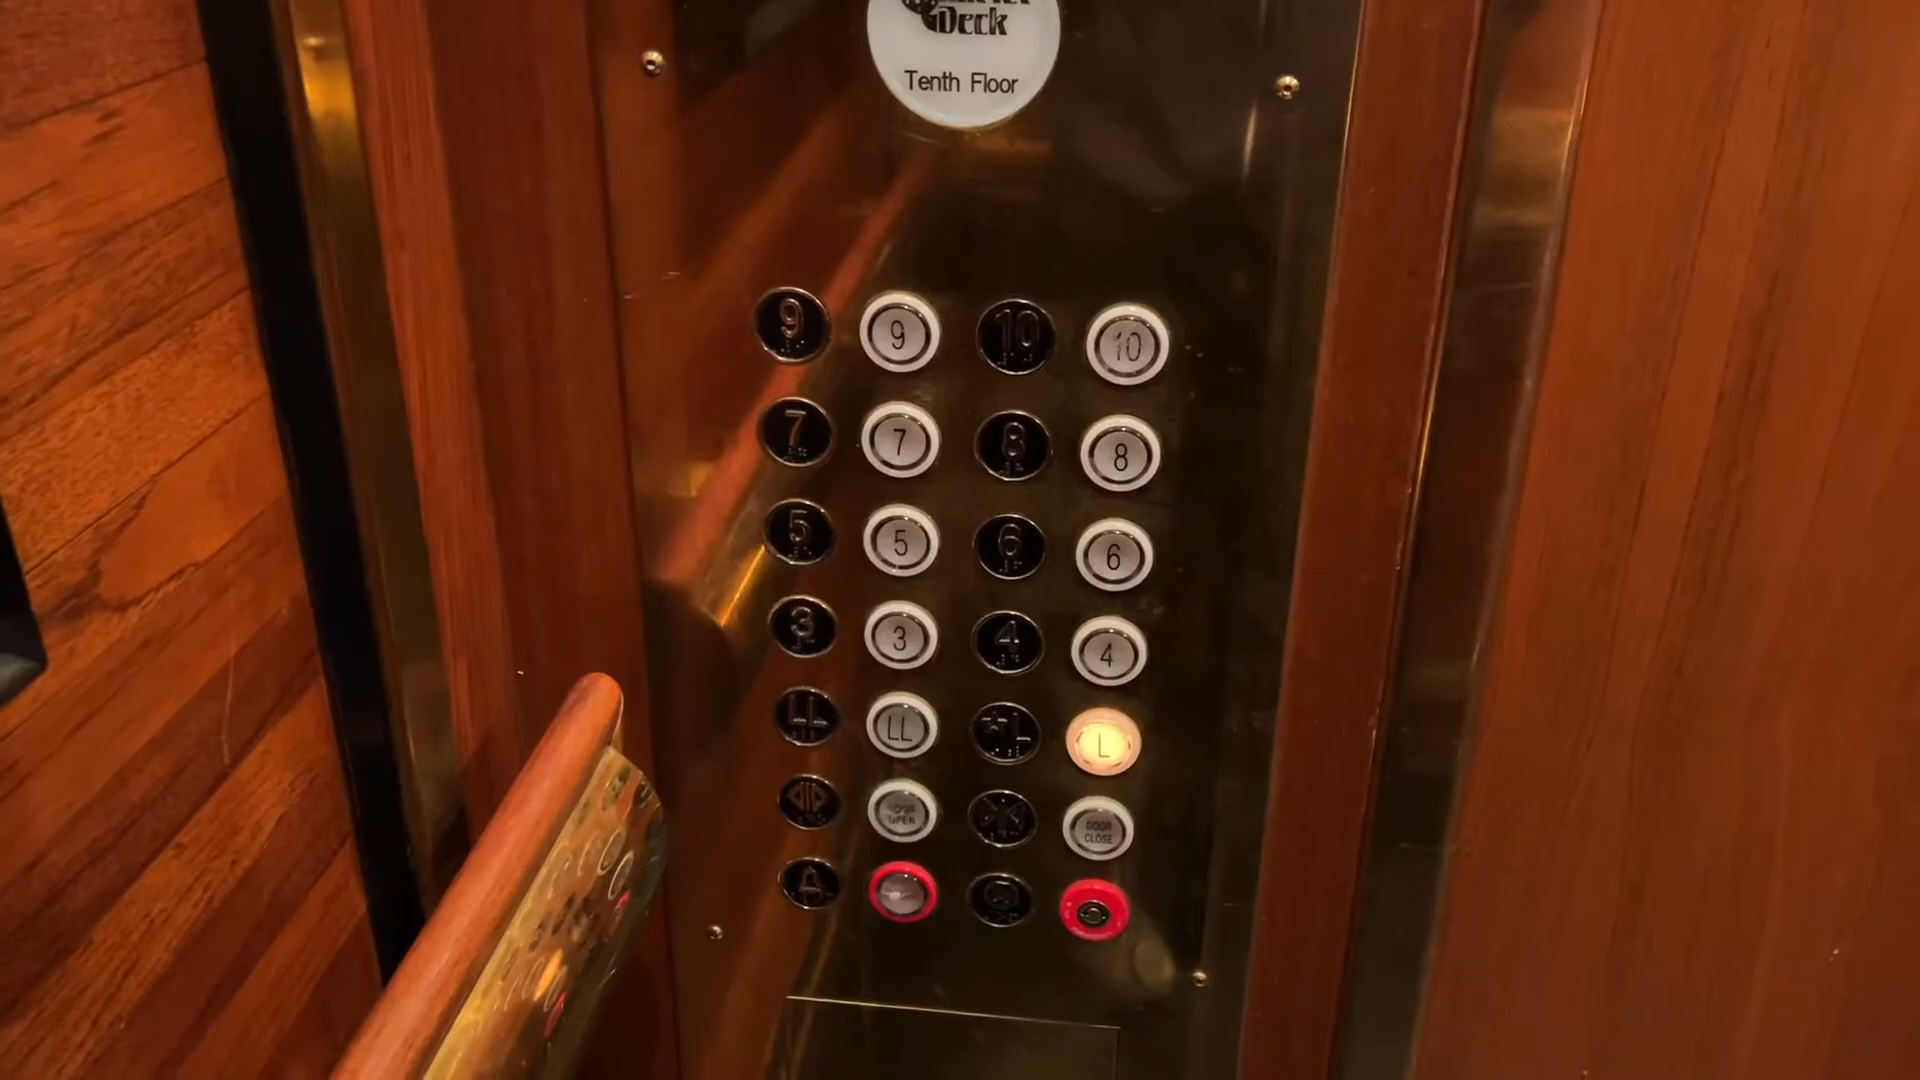 Deck
Tenth Floor
9 9 10 10
7 7 8 8
5 5 6 6
3 3 4 4
LL LL L L
DOOR OPEN DOOR CLOSE